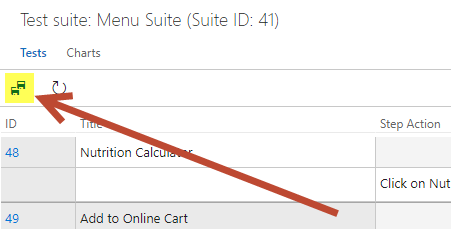 Test suite: Menu Suite (Suite ID: 41)
Tests Charts
ID Title Step Action
48 Nutrition Calculator
Click on Nut
49 Add to Online Cart